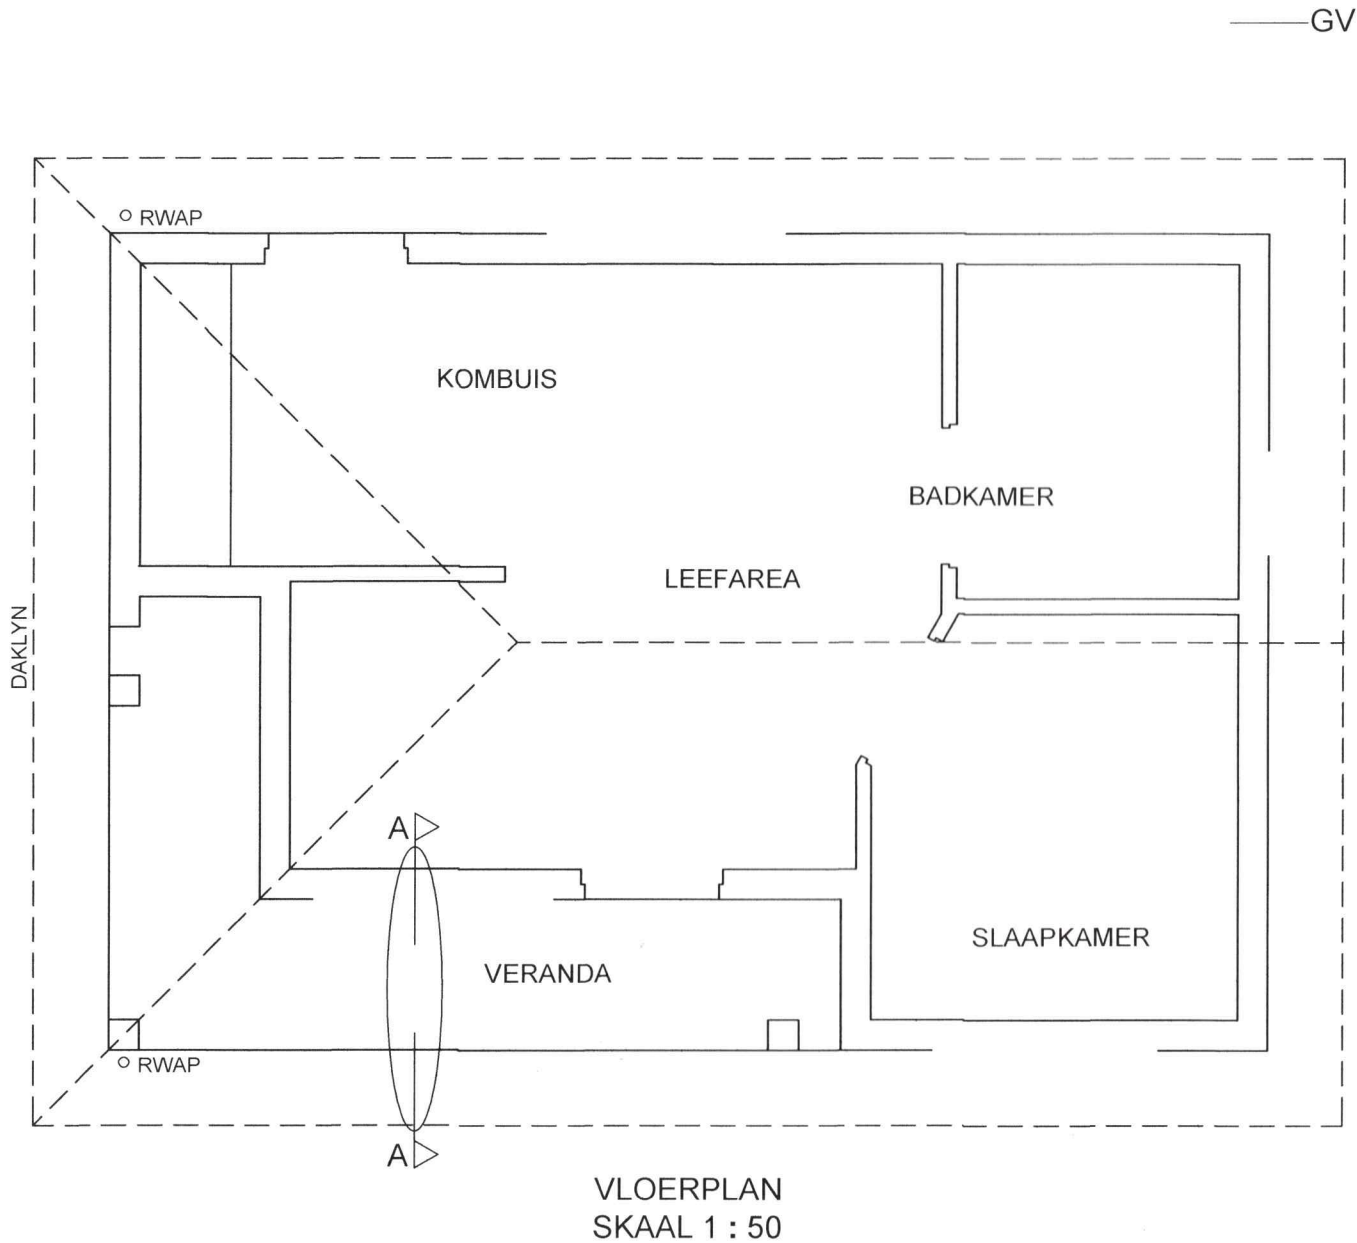 GV
RWAP
KOMBUIS
BADKAMER
LEEFAREA
DAKLYN
A
SLAAPKAMER
VERANDA
RWAP
A
VLOERPLAN
SKAAL 1 : 50